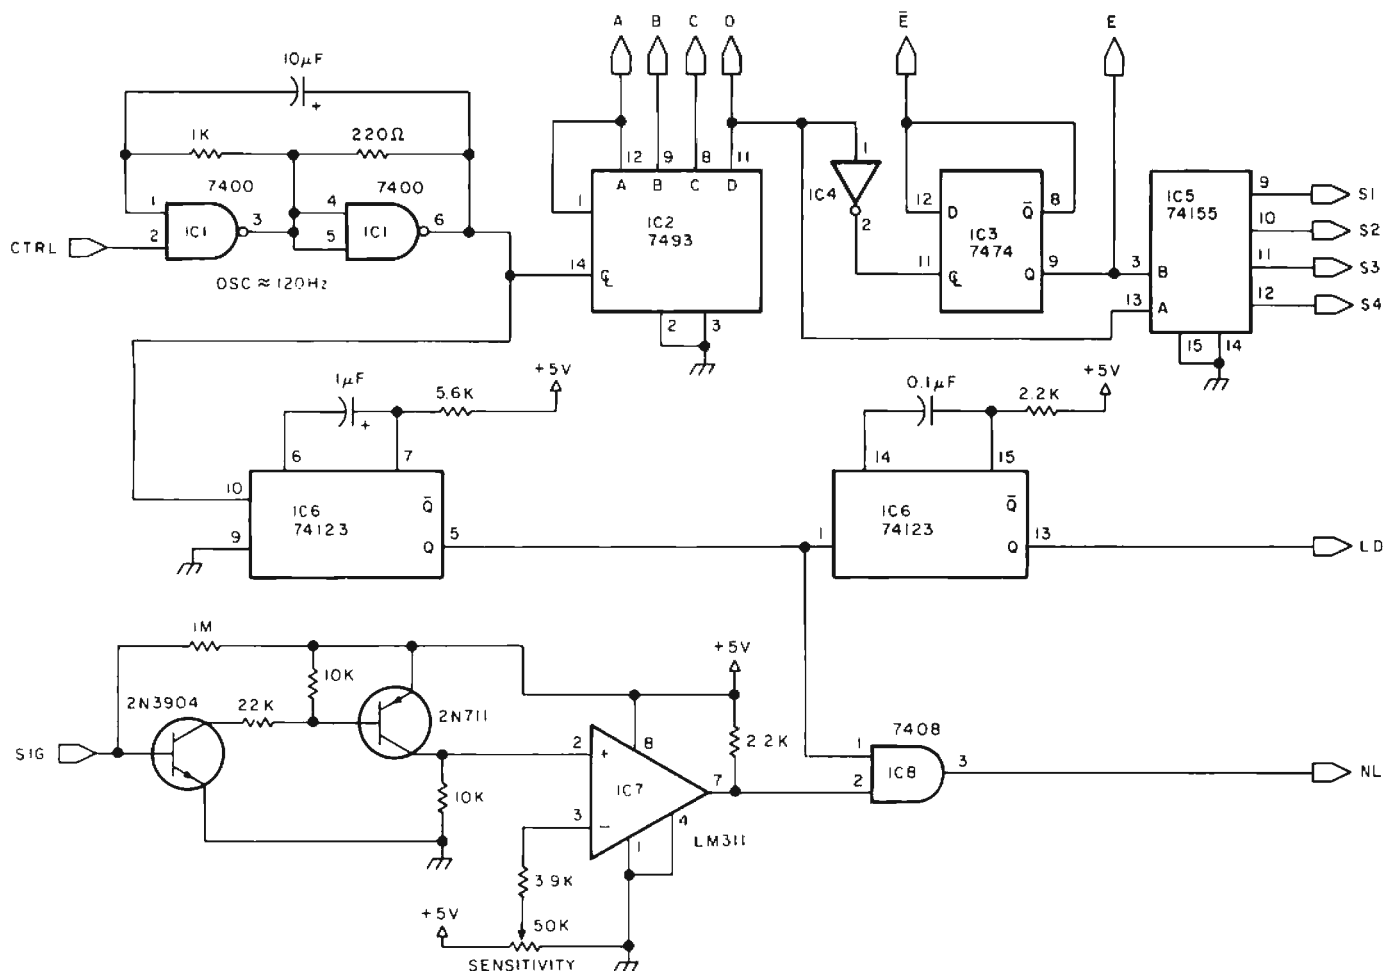 A B C D E̅ E
10µF
+
1K 220Ω
7400 7400
1 2 3 IC1
4 5 6 IC1
CTRL
OSC ≈ 120Hz
12 9 8 11
A B C D
1
14 C̵L
IC2
7493
2 3
1
IC4
2
12 D Q̅ 8
IC3
7474
11 C̵L Q 9
IC5
74155
3 B
13 A
15 14
9 S1
10 S2
11 S3
12 S4
1µF
+
5.6K
+5V
6 7
10
9
IC6
74123
Q̅
Q
5
0.1µF
2.2K
+5V
14 15
1
IC6
74123
Q̅
Q
13
LD
1M
10K
2N3904
22K
2N711
SIG
10K
2 +
3 −
IC7
8
7
1
4
LM311
+5V
2.2K
3.9K
+5V
50K
SENSITIVITY
7408
1
2
IC8
3
NL